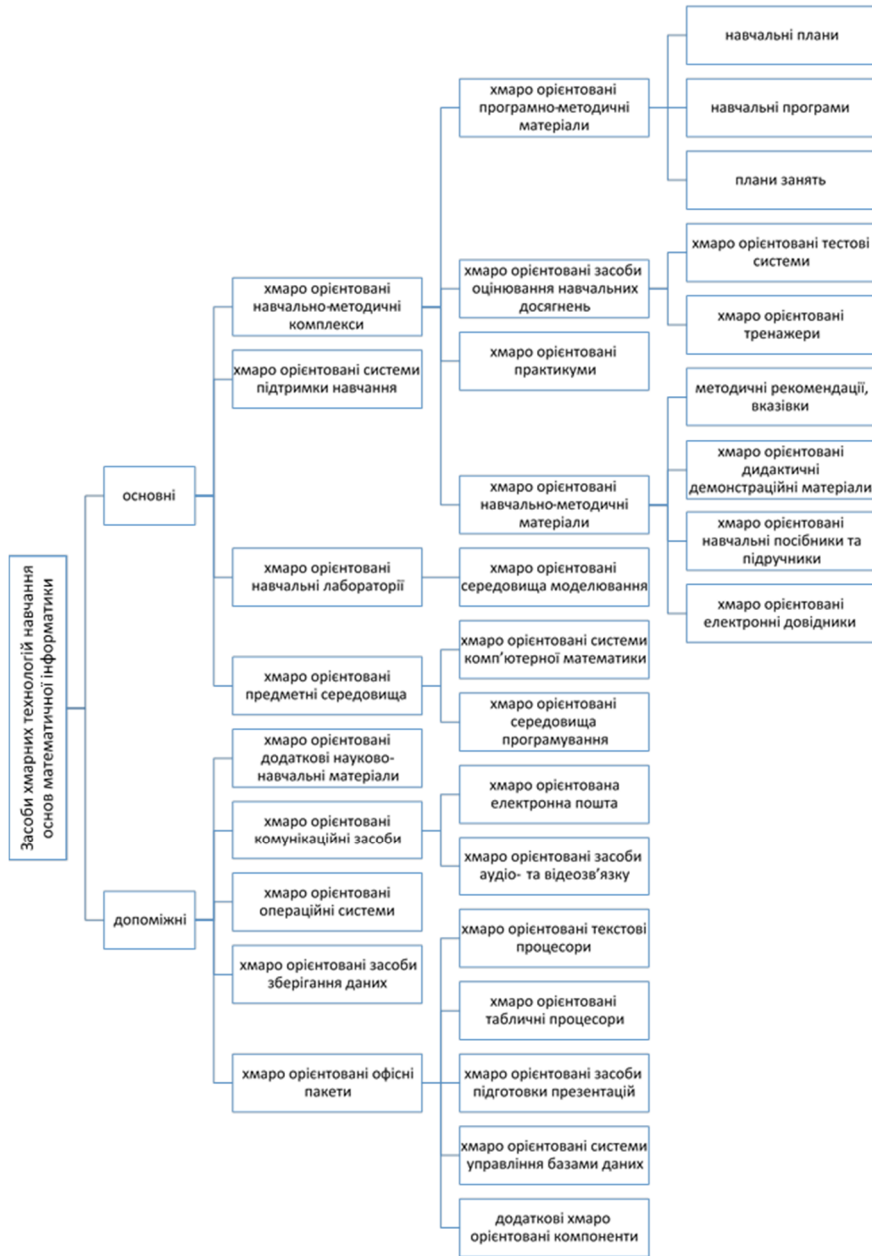 Засоби хмарних технологій навчання
основ математичної інформатики
основні
допоміжні
хмаро орієнтовані
навчально-методичні
комплекси
хмаро орієнтовані системи
підтримки навчання
хмаро орієнтовані
навчальні лабораторії
хмаро орієнтовані
предметні середовища
хмаро орієнтовані
додаткові науково-
навчальні матеріали
хмаро орієнтовані
комунікаційні засоби
хмаро орієнтовані
операційні системи
хмаро орієнтовані засоби
зберігання даних
хмаро орієнтовані офісні
пакети
хмаро орієнтовані
програмно-методичні
матеріали
хмаро орієнтовані засоби
оцінювання навчальних
досягнень
хмаро орієнтовані
практикуми
хмаро орієнтовані
навчально-методичні
матеріали
хмаро орієнтовані
середовища моделювання
хмаро орієнтовані системи
комп’ютерної математики
хмаро орієнтовані
середовища
програмування
хмаро орієнтована
електронна пошта
хмаро орієнтовані засоби
аудіо- та відеозв’язку
хмаро орієнтовані текстові
процесори
хмаро орієнтовані
табличні процесори
хмаро орієнтовані засоби
підготовки презентацій
хмаро орієнтовані системи
управління базами даних
додаткові хмаро
орієнтовані компоненти
навчальні плани
навчальні програми
плани занять
хмаро орієнтовані тестові
системи
хмаро орієнтовані
тренажери
методичні рекомендації,
вказівки
хмаро орієнтовані
дидактичні
демонстраційні матеріали
хмаро орієнтовані
навчальні посібники та
підручники
хмаро орієнтовані
електронні довідники